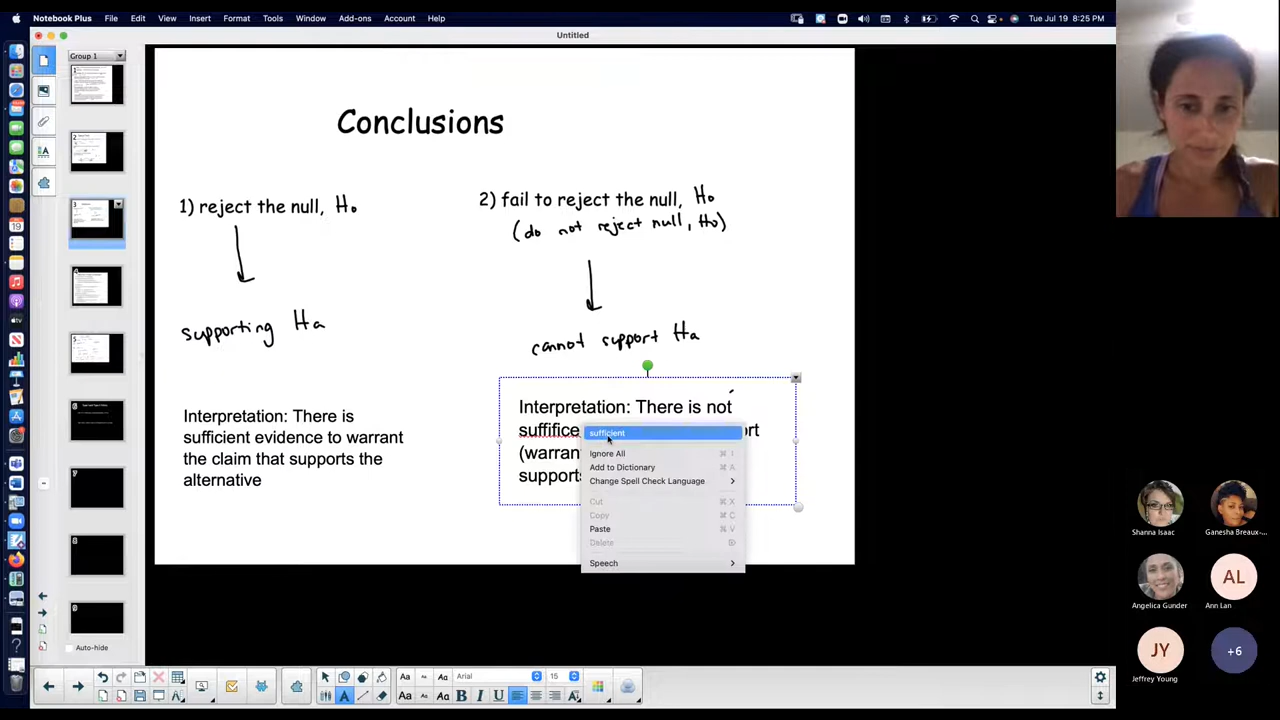 Notebook Plus File Edit View Insert Format Tools Window Add-ons Account Help
Tue Jul 19 8:25 PM
Untitled
Group 1
Conclusions
1) reject the null, Ho
supporting Ha
Interpretation: There is
sufficient evidence to warrant
the claim that supports the
alternative
2) fail to reject the null, Ho
(do not reject null, Ho)
cannot support Ha
Interpretation: There is not
suffifice
(warran
supports
sufficient
Ignore All
Add to Dictionary
Change Spell Check Language
Cut
Copy
Paste
Delete
Speech
Shanna Isaac
Ganesha Breaux-...
Angelica Gunder
AL
Ann Lan
JY
Jeffrey Young
+6
Auto-hide
Arial
15
B I U